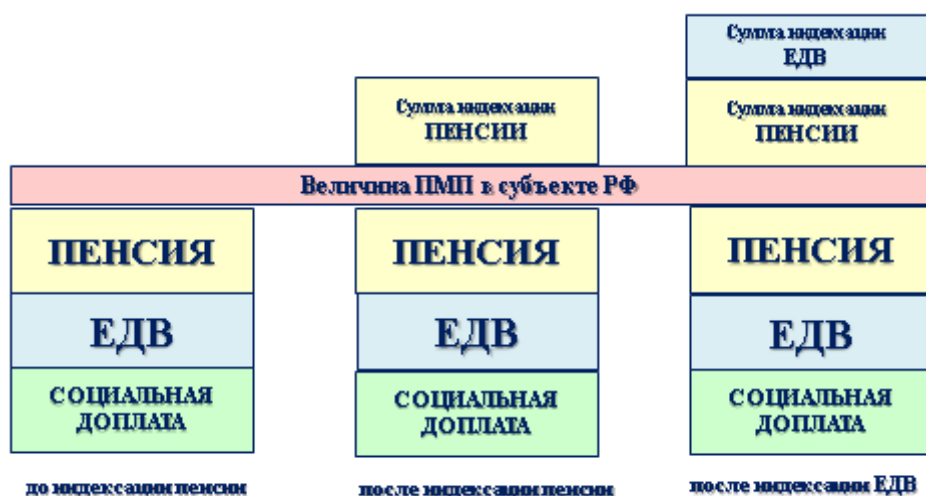 Сумма индексации
ЕДВ
Сумма индексации
ПЕНСИИ
Сумма индексации
ПЕНСИИ
Величина ПМП в субъекте РФ
ПЕНСИЯ
ПЕНСИЯ
ПЕНСИЯ
ЕДВ
ЕДВ
ЕДВ
СОЦИАЛЬНАЯ
ДОПЛАТА
СОЦИАЛЬНАЯ
ДОПЛАТА
СОЦИАЛЬНАЯ
ДОПЛАТА
до индексации пенсии
после индексации пенсии
после индексации ЕДВ